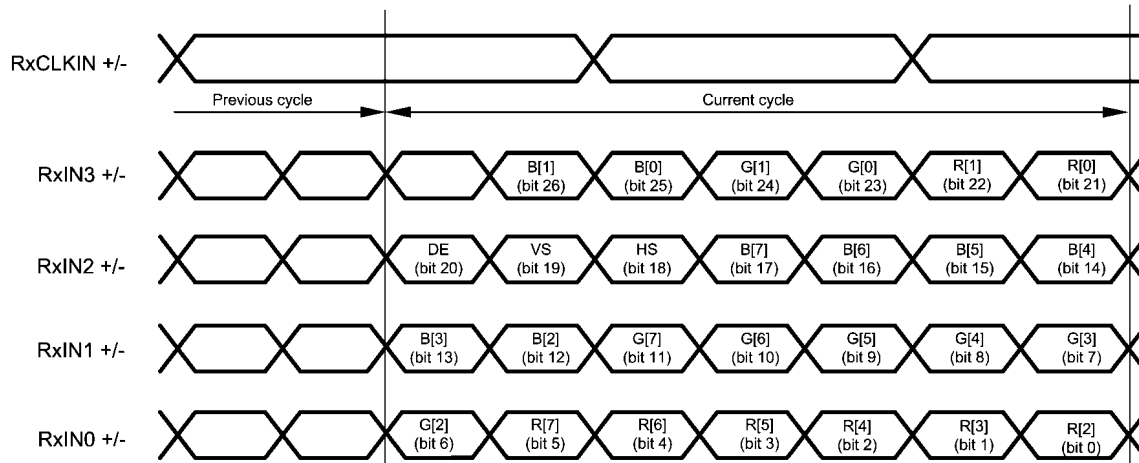 RxCLKIN +/-
Previous cycle
Current cycle
RxIN3 +/-
B[1]
(bit 26)
B[0]
(bit 25)
G[1]
(bit 24)
G[0]
(bit 23)
R[1]
(bit 22)
R[0]
(bit 21)
RxIN2 +/-
DE
(bit 20)
VS
(bit 19)
HS
(bit 18)
B[7]
(bit 17)
B[6]
(bit 16)
B[5]
(bit 15)
B[4]
(bit 14)
RxIN1 +/-
B[3]
(bit 13)
B[2]
(bit 12)
G[7]
(bit 11)
G[6]
(bit 10)
G[5]
(bit 9)
G[4]
(bit 8)
G[3]
(bit 7)
RxIN0 +/-
G[2]
(bit 6)
R[7]
(bit 5)
R[6]
(bit 4)
R[5]
(bit 3)
R[4]
(bit 2)
R[3]
(bit 1)
R[2]
(bit 0)